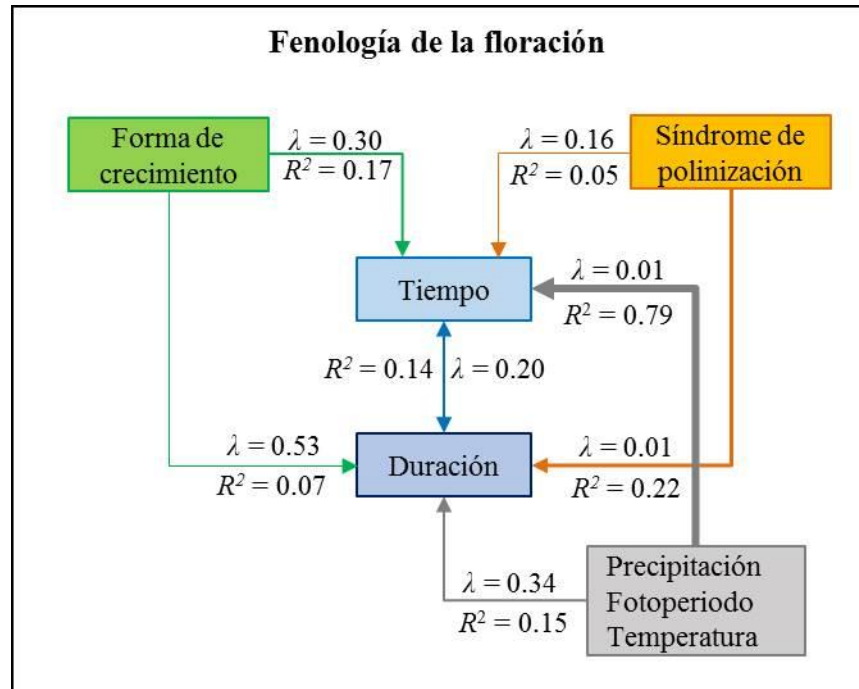 Fenología de la floración
Forma de
crecimiento
λ = 0.30
R² = 0.17
λ = 0.16
R² = 0.05
Síndrome de
polinización
Tiempo
λ = 0.01
R² = 0.79
R² = 0.14
λ = 0.20
λ = 0.53
R² = 0.07
Duración
λ = 0.01
R² = 0.22
λ = 0.34
R² = 0.15
Precipitación
Fotoperiodo
Temperatura